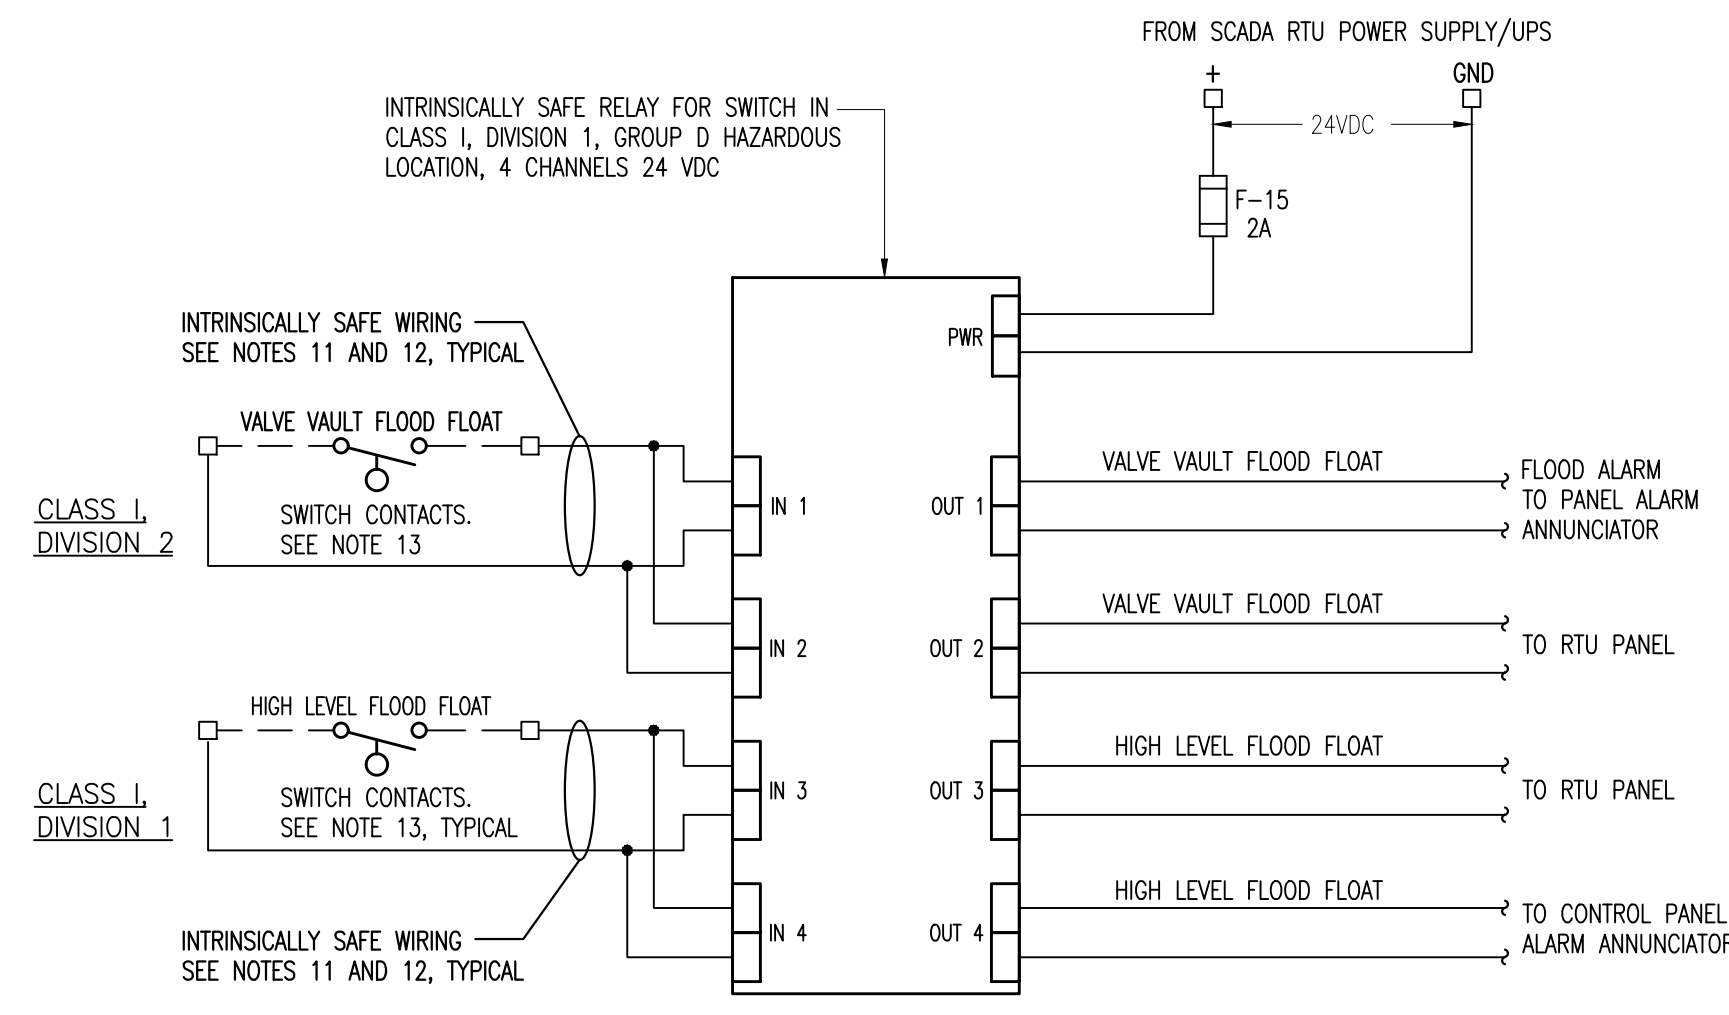 FROM SCADA RTU POWER SUPPLY/UPS
+
GND
24VDC
INTRINSICALLY SAFE RELAY FOR SWITCH IN
CLASS I, DIVISION 1, GROUP D HAZARDOUS
LOCATION, 4 CHANNELS 24 VDC
F-15
2A
INTRINSICALLY SAFE WIRING
SEE NOTES 11 AND 12, TYPICAL
PWR
VALVE VAULT FLOOD FLOAT
CLASS I,
DIVISION 2
SWITCH CONTACTS.
SEE NOTE 13
IN 1
OUT 1
VALVE VAULT FLOOD FLOAT
FLOOD ALARM
TO PANEL ALARM
ANNUNCIATOR
IN 2
OUT 2
VALVE VAULT FLOOD FLOAT
TO RTU PANEL
HIGH LEVEL FLOOD FLOAT
CLASS I,
DIVISION 1
SWITCH CONTACTS.
SEE NOTE 13, TYPICAL
IN 3
OUT 3
HIGH LEVEL FLOOD FLOAT
TO RTU PANEL
IN 4
OUT 4
HIGH LEVEL FLOOD FLOAT
TO CONTROL PANEL
ALARM ANNUNCIATOR
INTRINSICALLY SAFE WIRING
SEE NOTES 11 AND 12, TYPICAL